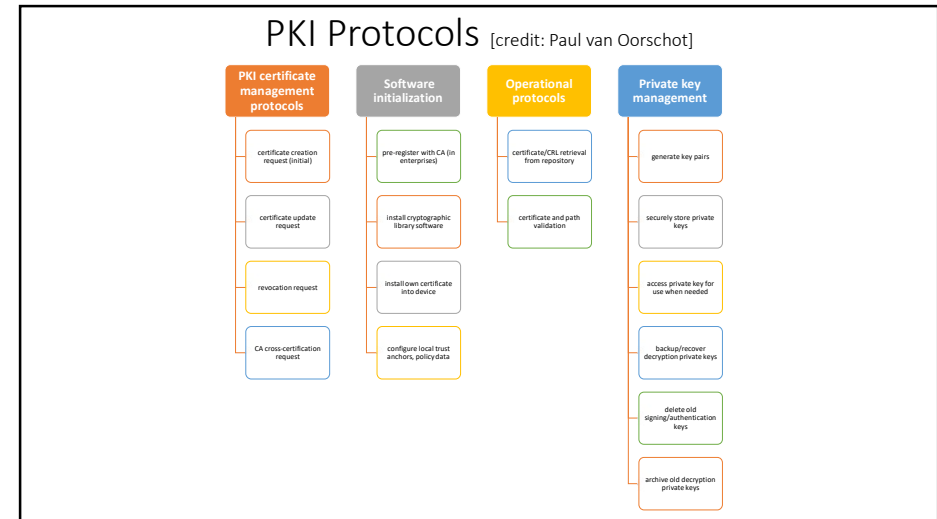 PKI Protocols [credit: Paul van Oorschot]
PKI certificate
management
protocols
certificate creation
request (initial)
certificate update
request
revocation request
CA cross-certification
request
Software
initialization
pre-register with CA (in
enterprises)
install cryptographic
library software
install own certificate
into device
configure local trust
anchors, policy data
Operational
protocols
certificate/CRL retrieval
from repository
certificate and path
validation
Private key
management
generate key pairs
securely store private
keys
access private key for
use when needed
backup/recover
decryption private keys
delete old
signing/authentication
keys
archive old decryption
private keys